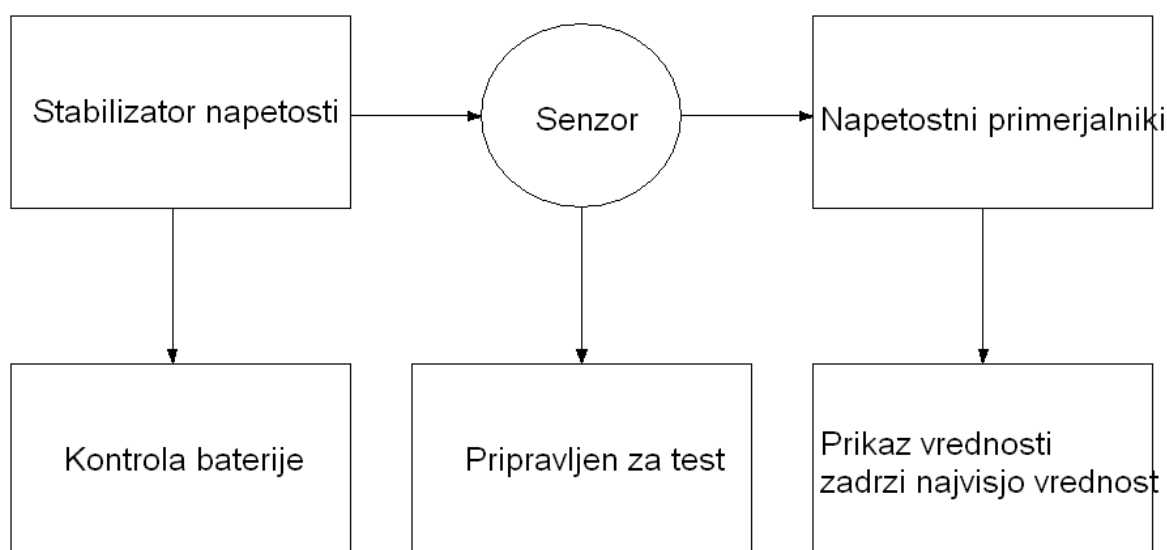 Stabilizator napetosti
Senzor
Napetostni primerjalniki
Kontrola baterije
Pripravljen za test
Prikaz vrednosti
zadrzi najvisjo vrednost